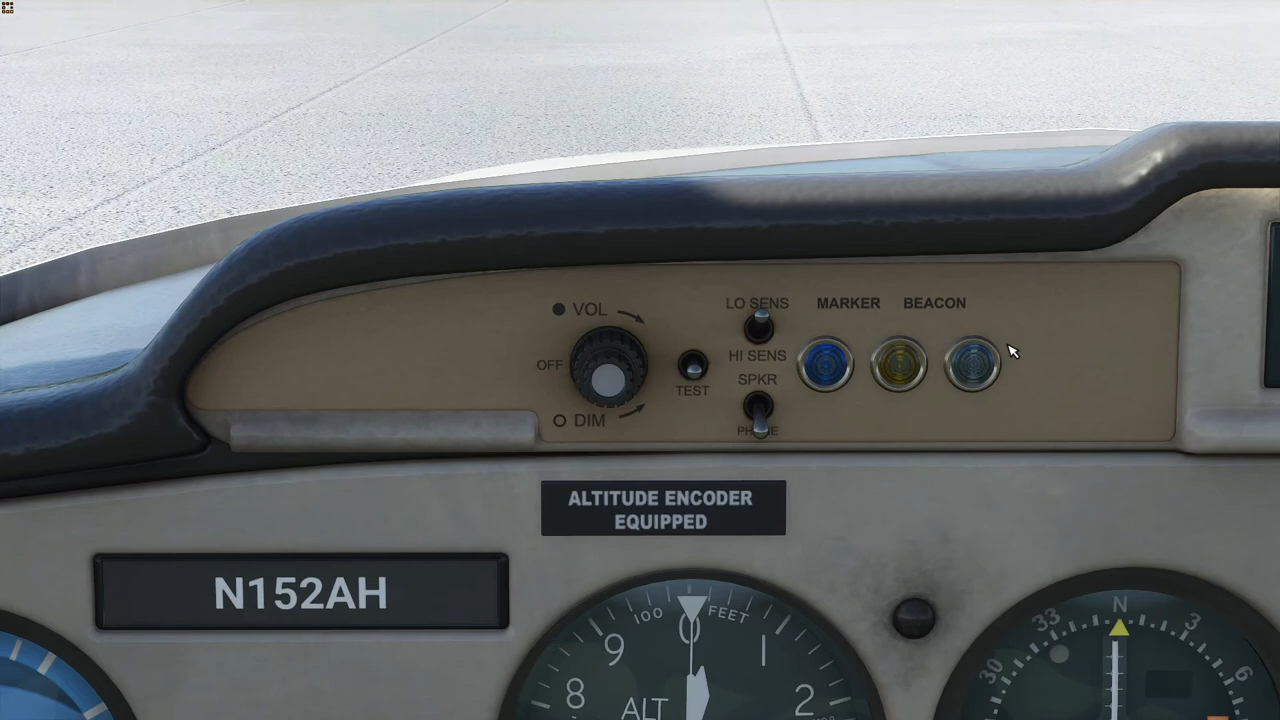 VOL
LO SENS
MARKER BEACON
OFF
HI SENS
TEST
SPKR
DIM
ALTITUDE ENCODER
EQUIPPED
N152AH
100 FEET
0
9
1
8
2
ALT
N
33
3
30
6